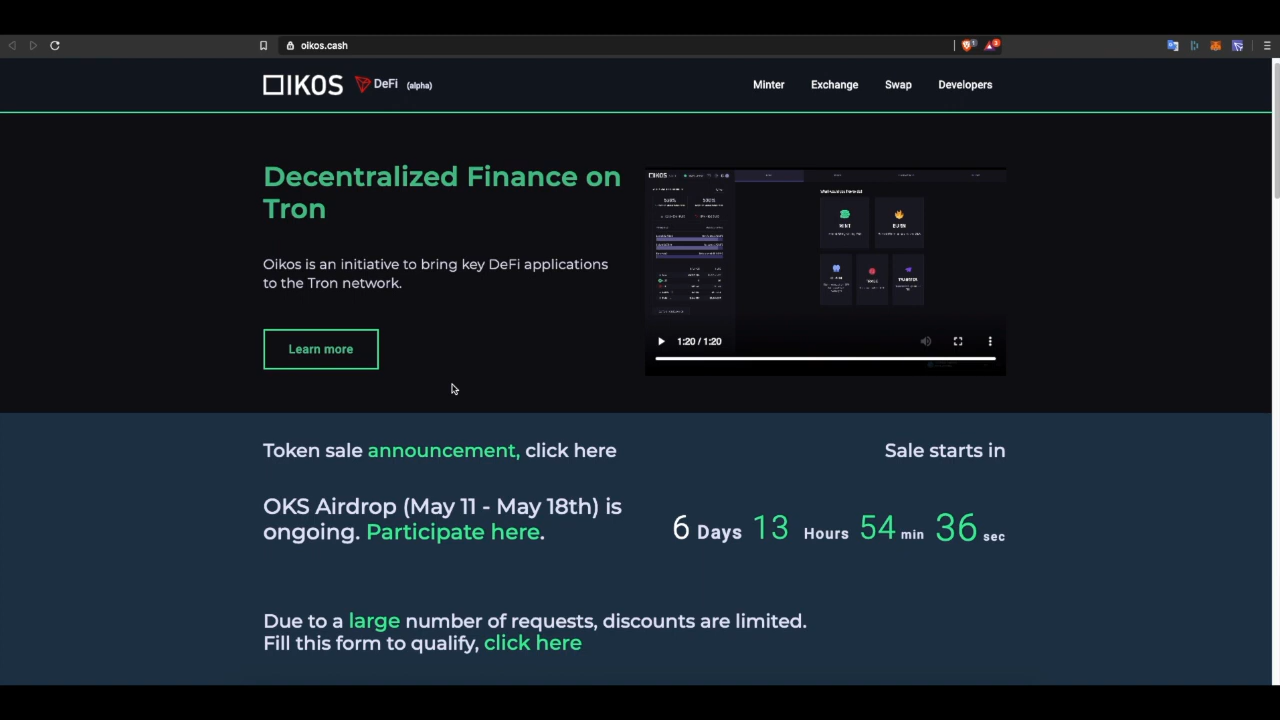 oikos.cash
OIKOS DeFi (alpha)
Minter Exchange Swap Developers
Decentralized Finance on
Tron
Oikos is an initiative to bring key DeFi applications
to the Tron network.
Learn more
MINT
BURN
1:20 / 1:20
Token sale announcement, click here
Sale starts in
OKS Airdrop (May 11 - May 18th) is
ongoing. Participate here.
6 Days 13 Hours 54 min 36 sec
Due to a large number of requests, discounts are limited.
Fill this form to qualify, click here